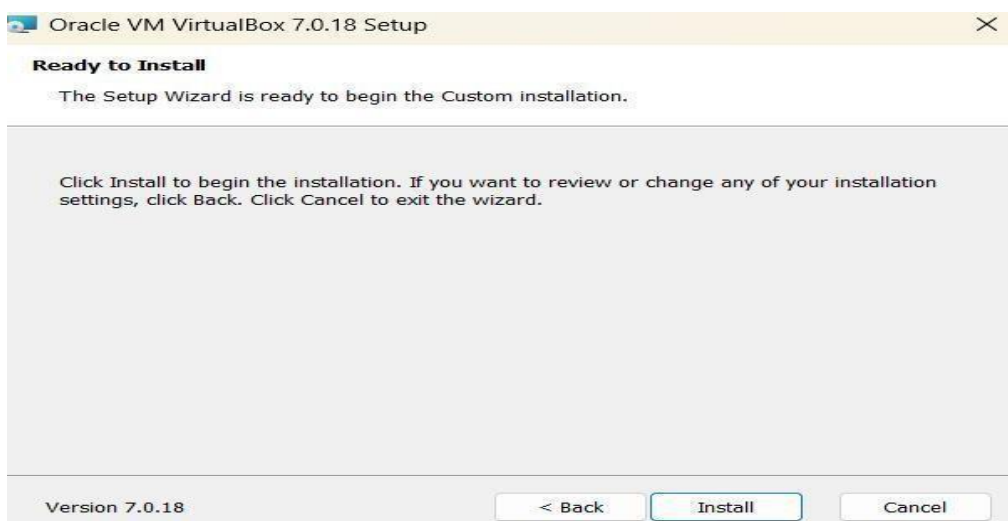 Oracle VM VirtualBox 7.0.18 Setup
Ready to Install
The Setup Wizard is ready to begin the Custom installation.
Click Install to begin the installation. If you want to review or change any of your installation
settings, click Back. Click Cancel to exit the wizard.
Version 7.0.18
< Back
Install
Cancel